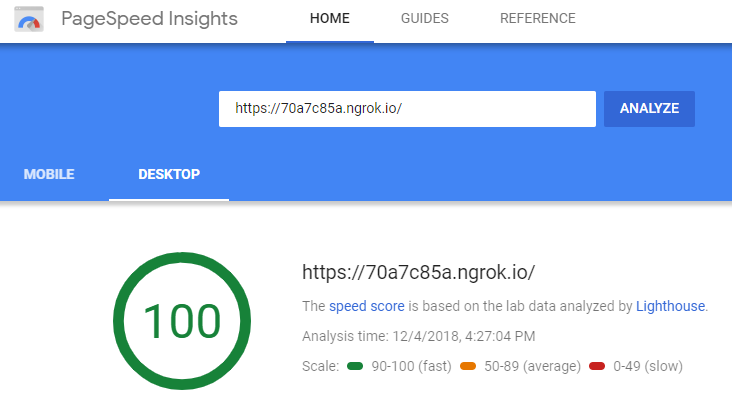 PageSpeed Insights HOME GUIDES REFERENCE
https://70a7c85a.ngrok.io/ ANALYZE
MOBILE DESKTOP
100
https://70a7c85a.ngrok.io/
The speed score is based on the lab data analyzed by Lighthouse.
Analysis time: 12/4/2018, 4:27:04 PM
Scale: 90-100 (fast) 50-89 (average) 0-49 (slow)